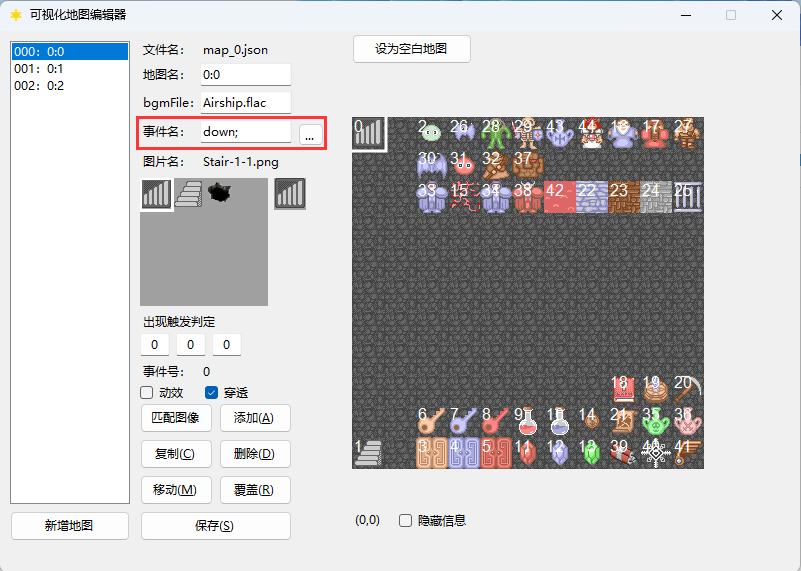 可视化地图编辑器
000：0:0
001：0:1
002：0:2
新增地图
文件名： map_0.json
地图名： 0:0
bgmFile： Airship.flac
事件名： down; ...
图片名： Stair-1-1.png
出现触发判定
0 0 0
事件号： 0
动效 穿透
匹配图像 添加(A)
复制(C) 删除(D)
移动(M) 覆盖(R)
保存(S)
设为空白地图
0 2 26 28 29 43 44 16 17 27
30 31 32 37
33 15 34 38 42 22 23 24 25
18 19 20
6 7 8 9 10 14 21 35 36
1 3 4 5 11 12 13 39 40 41
(0,0) 隐藏信息